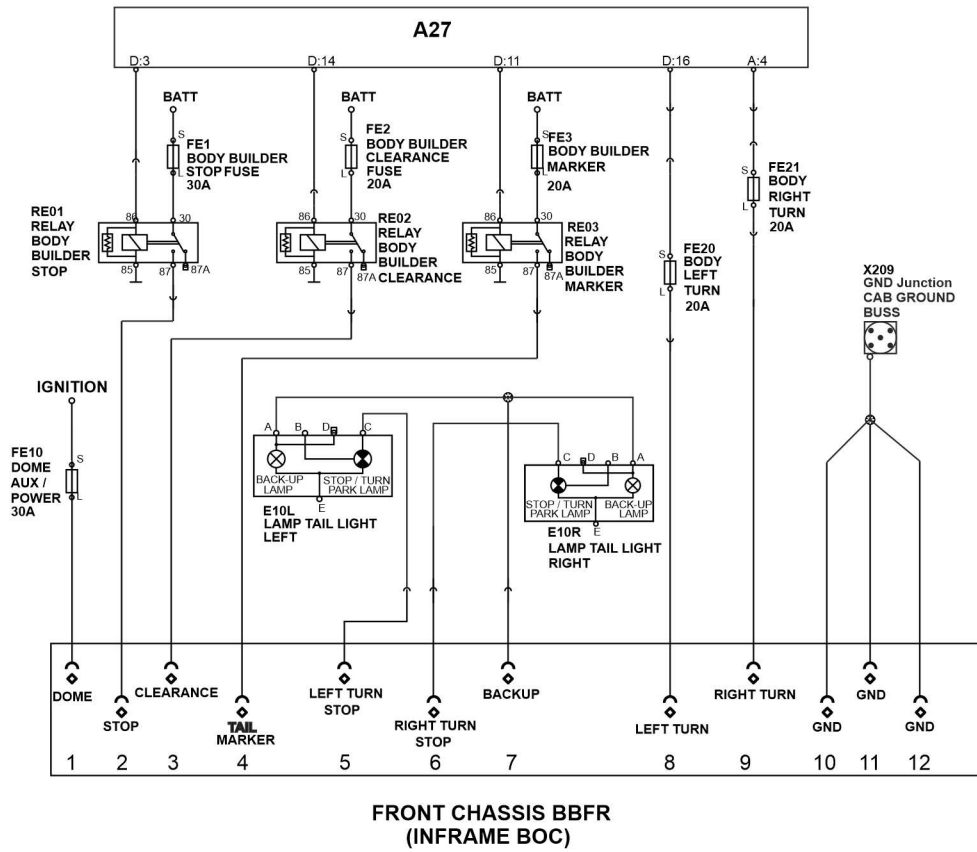 A27
D:3
D:14
D:11
D:16
A:4
BATT
BATT
BATT
S
FE1
BODY BUILDER
STOP FUSE
30A
L
S
FE2
BODY BUILDER
CLEARANCE
FUSE
20A
L
S
FE3
BODY BUILDER
MARKER
20A
L
S
FE21
BODY
RIGHT
TURN
20A
L
RE01
RELAY
BODY
BUILDER
STOP
86
30
85
87
87A
86
30
85
87
87A
RE02
RELAY
BODY
BUILDER
CLEARANCE
86
30
85
87
87A
RE03
RELAY
BODY
BUILDER
MARKER
S
FE20
BODY
LEFT
TURN
20A
L
X209
GND Junction
CAB GROUND
BUSS
IGNITION
FE10
DOME
AUX /
POWER
30A
S
L
A
B
D
C
BACK-UP
LAMP
STOP / TURN
PARK LAMP
E
E10L
LAMP TAIL LIGHT
LEFT
C
D
B
A
STOP / TURN
PARK LAMP
BACK-UP
LAMP
E
E10R
LAMP TAIL LIGHT
RIGHT
DOME
STOP
CLEARANCE
TAIL
MARKER
LEFT TURN
STOP
RIGHT TURN
STOP
BACKUP
LEFT TURN
RIGHT TURN
GND
GND
GND
1
2
3
4
5
6
7
8
9
10
11
12
FRONT CHASSIS BBFR
(INFRAME BOC)